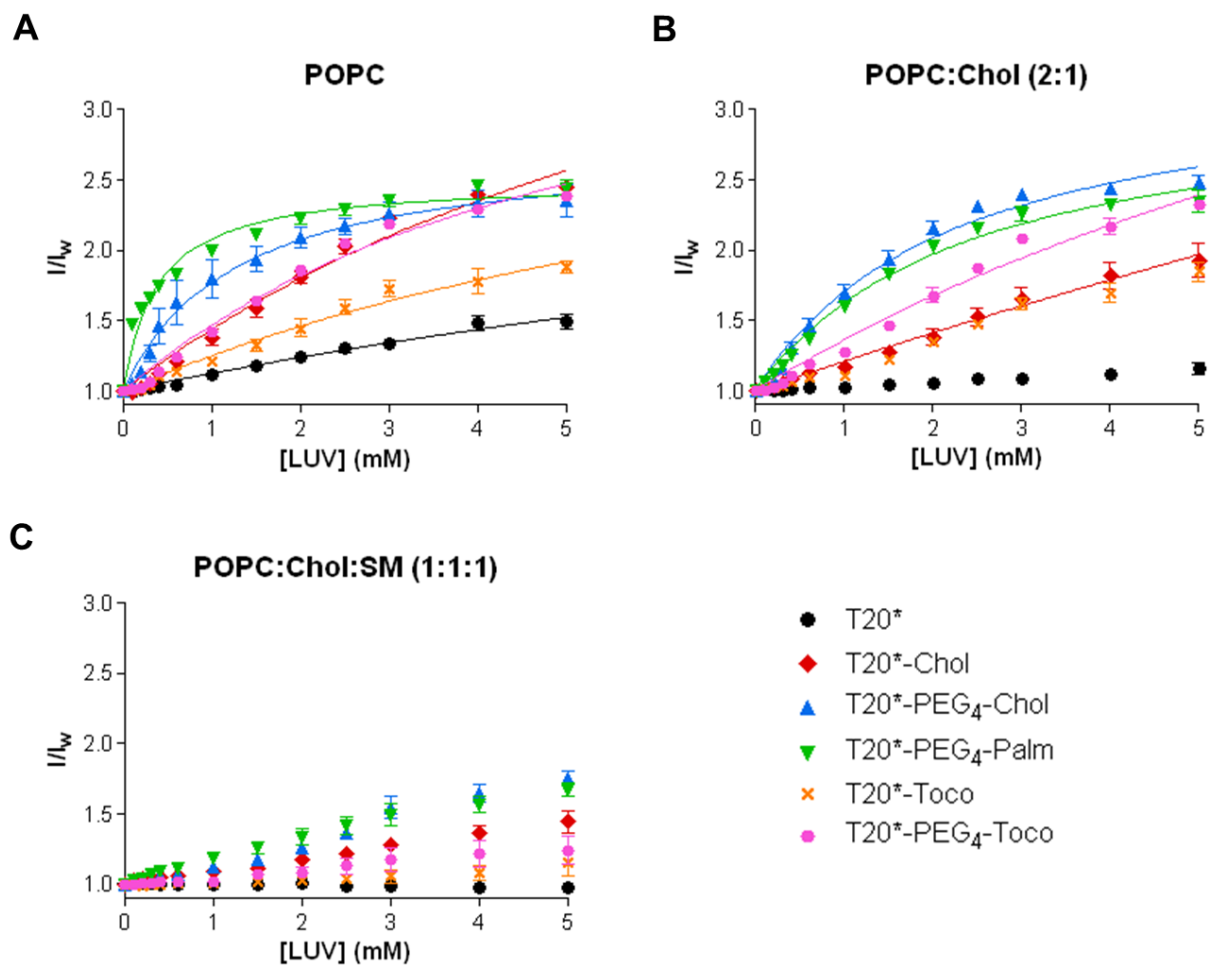 A
POPC
3.0
2.5
2.0
1.5
1.0
I/Iw
0 1 2 3 4 5
[LUV] (mM)
B
POPC:Chol (2:1)
3.0
2.5
2.0
1.5
1.0
I/Iw
0 1 2 3 4 5
[LUV] (mM)
C
POPC:Chol:SM (1:1:1)
3.0
2.5
2.0
1.5
1.0
I/Iw
0 1 2 3 4 5
[LUV] (mM)
T20*
T20*-Chol
T20*-PEG4-Chol
T20*-PEG4-Palm
T20*-Toco
T20*-PEG4-Toco